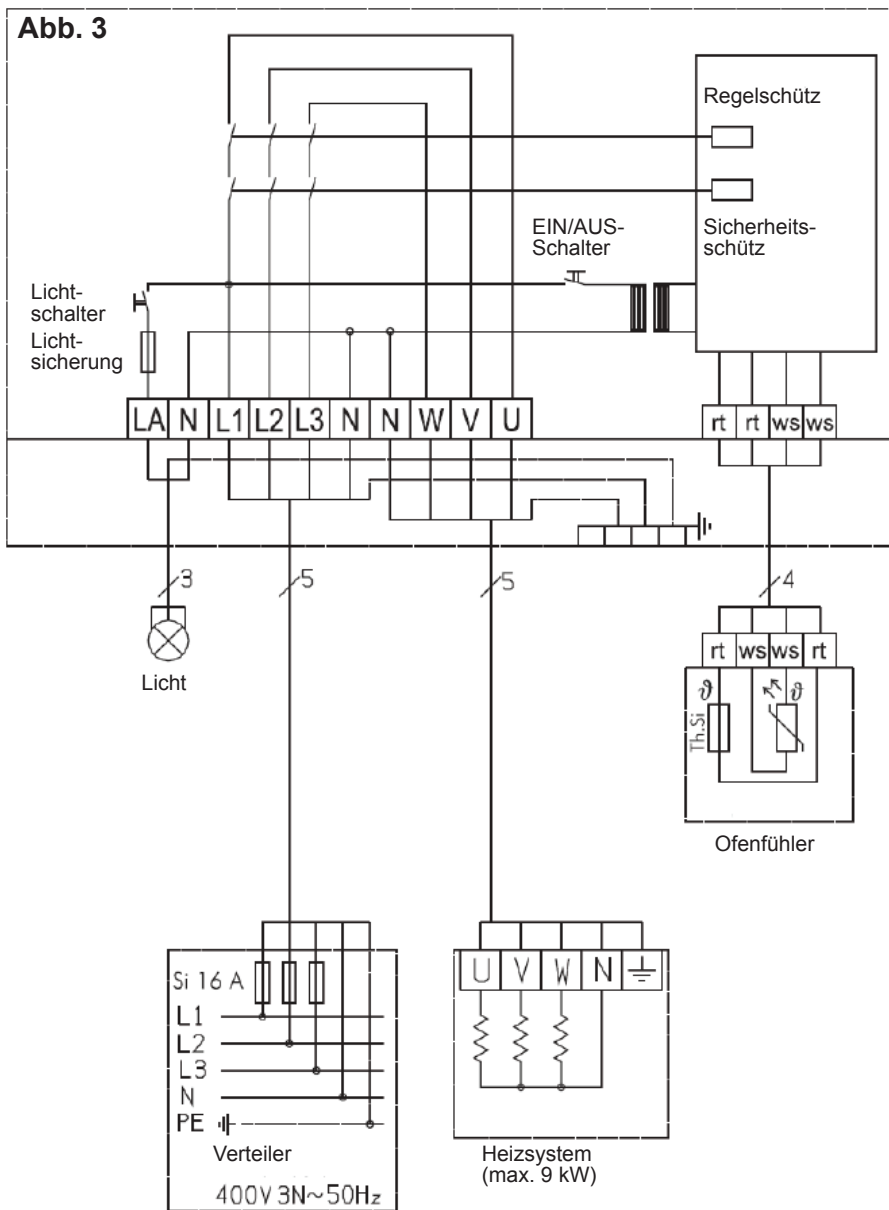 Abb. 3
Regelschütz
EIN/AUS-
Schalter
Sicherheits-
schütz
Licht-
schalter
Licht-
sicherung
LA N L1 L2 L3 N N W V U
rt rt ws ws
3
5
5
4
Licht
rt ws ws rt
ϑ ϑ
Th.Si
Ofenfühler
Si 16 A
L1
L2
L3
N
PE
Verteiler
400V 3N~50Hz
U V W N
Heizsystem
(max. 9 kW)